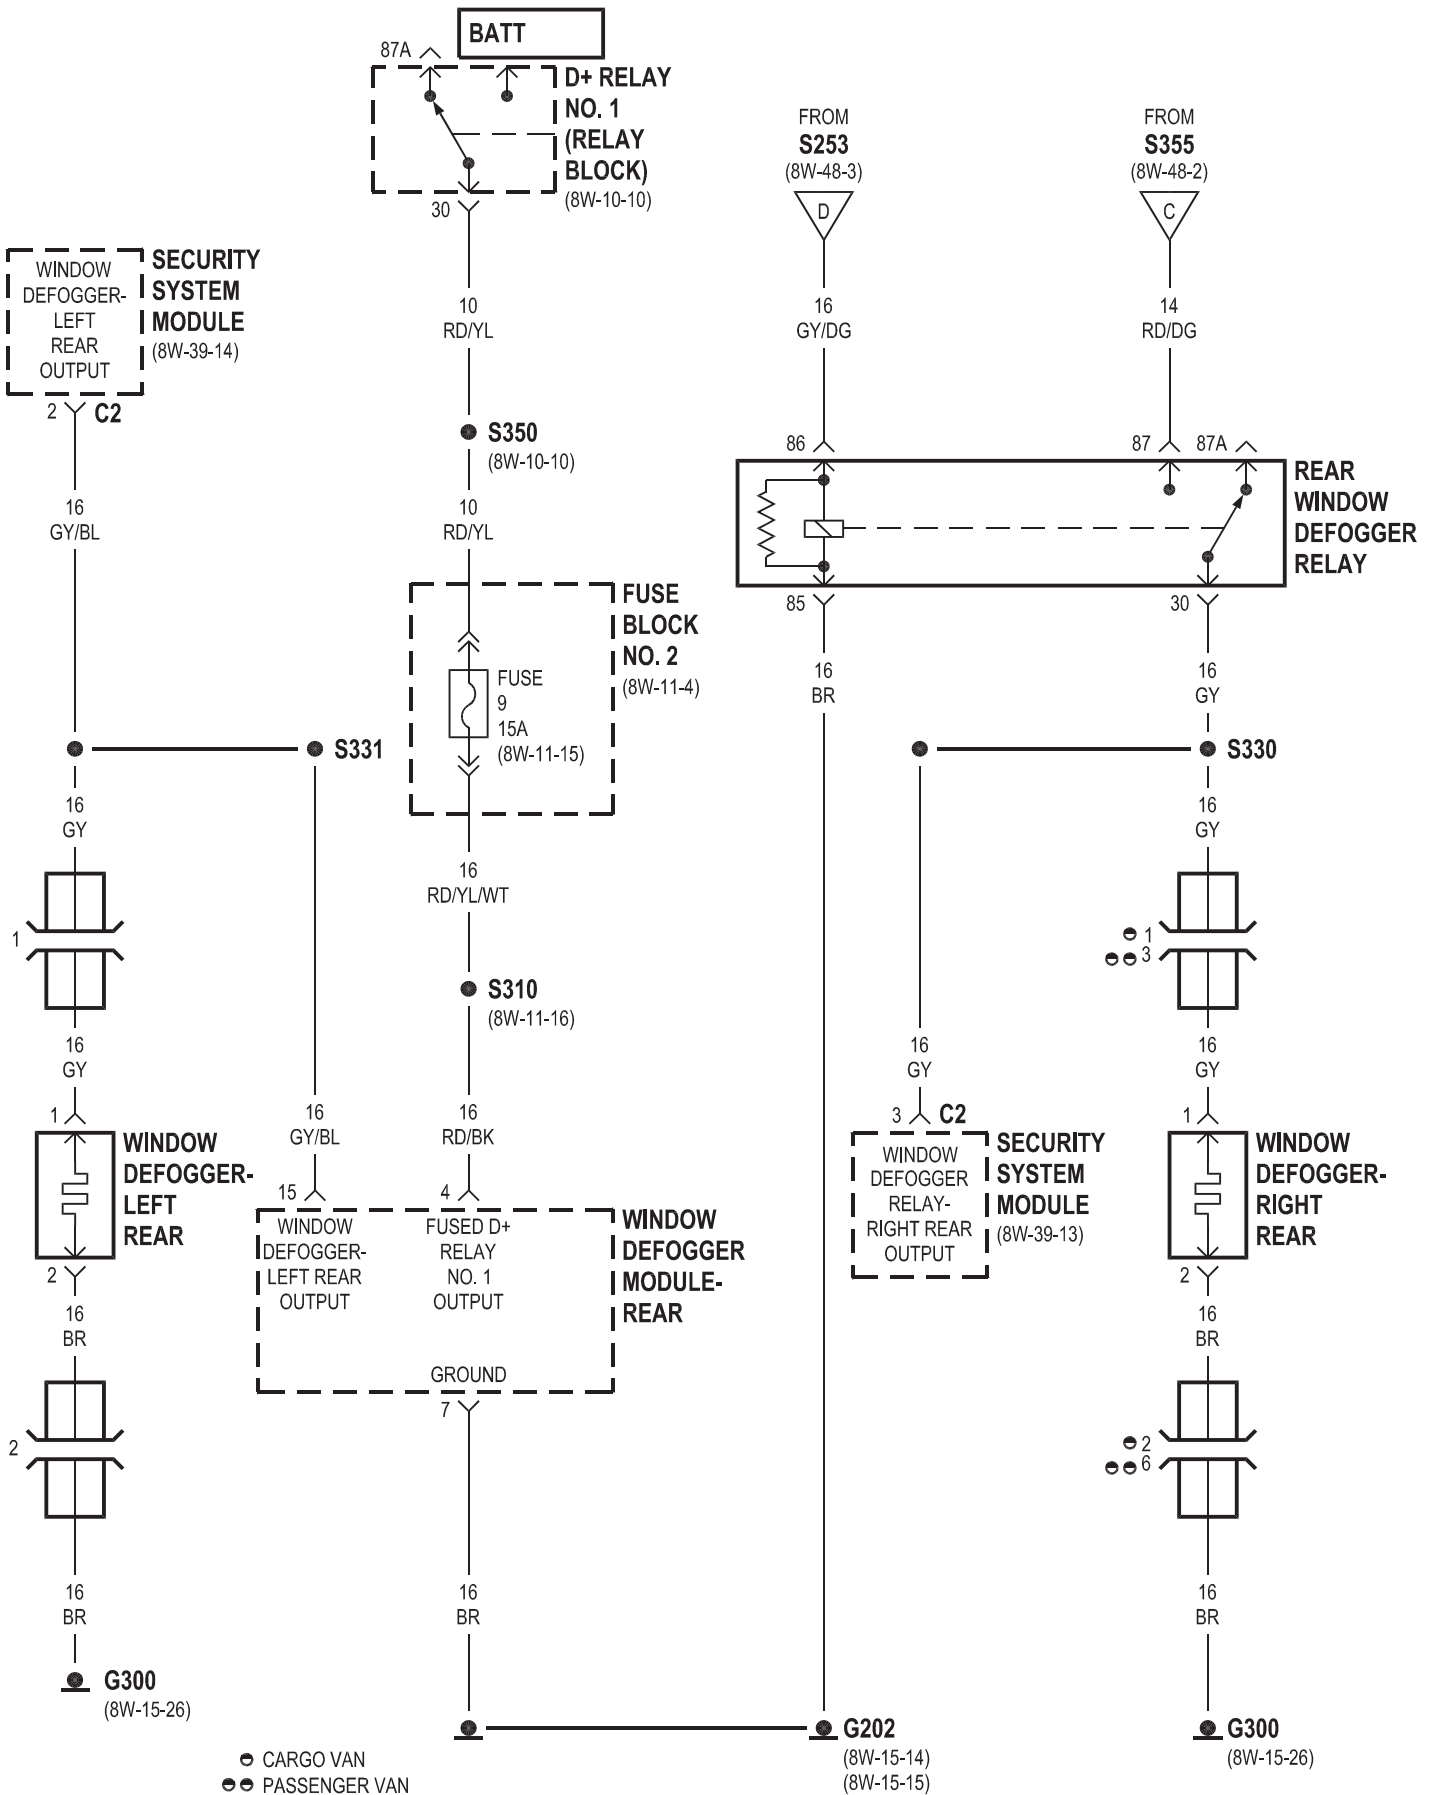 BATT
87A
D+ RELAY
NO. 1
(RELAY
BLOCK)
(8W-10-10)
30
FROM
S253
(8W-48-3)
D
FROM
S355
(8W-48-2)
C
WINDOW
DEFOGGER-
LEFT
REAR
OUTPUT
SECURITY
SYSTEM
MODULE
(8W-39-14)
2
C2
10
RD/YL
16
GY/DG
14
RD/DG
S350
(8W-10-10)
86
87
87A
REAR
WINDOW
DEFOGGER
RELAY
16
GY/BL
10
RD/YL
85
30
FUSE
BLOCK
NO. 2
(8W-11-4)
FUSE
9
15A
(8W-11-15)
16
BR
16
GY
S331
S330
16
GY
16
RD/YL/WT
16
GY
1
1
3
S310
(8W-11-16)
16
GY
16
GY
16
GY
1
16
GY/BL
16
RD/BK
3
C2
1
WINDOW
DEFOGGER-
LEFT
REAR
15
4
WINDOW
DEFOGGER-
LEFT REAR
OUTPUT
FUSED D+
RELAY
NO. 1
OUTPUT
GROUND
WINDOW
DEFOGGER
MODULE-
REAR
WINDOW
DEFOGGER
RELAY-
RIGHT REAR
OUTPUT
SECURITY
SYSTEM
MODULE
(8W-39-13)
WINDOW
DEFOGGER-
RIGHT
REAR
2
2
16
BR
16
BR
7
2
2
6
16
BR
16
BR
16
BR
G300
(8W-15-26)
G202
(8W-15-14)
(8W-15-15)
G300
(8W-15-26)
CARGO VAN
PASSENGER VAN